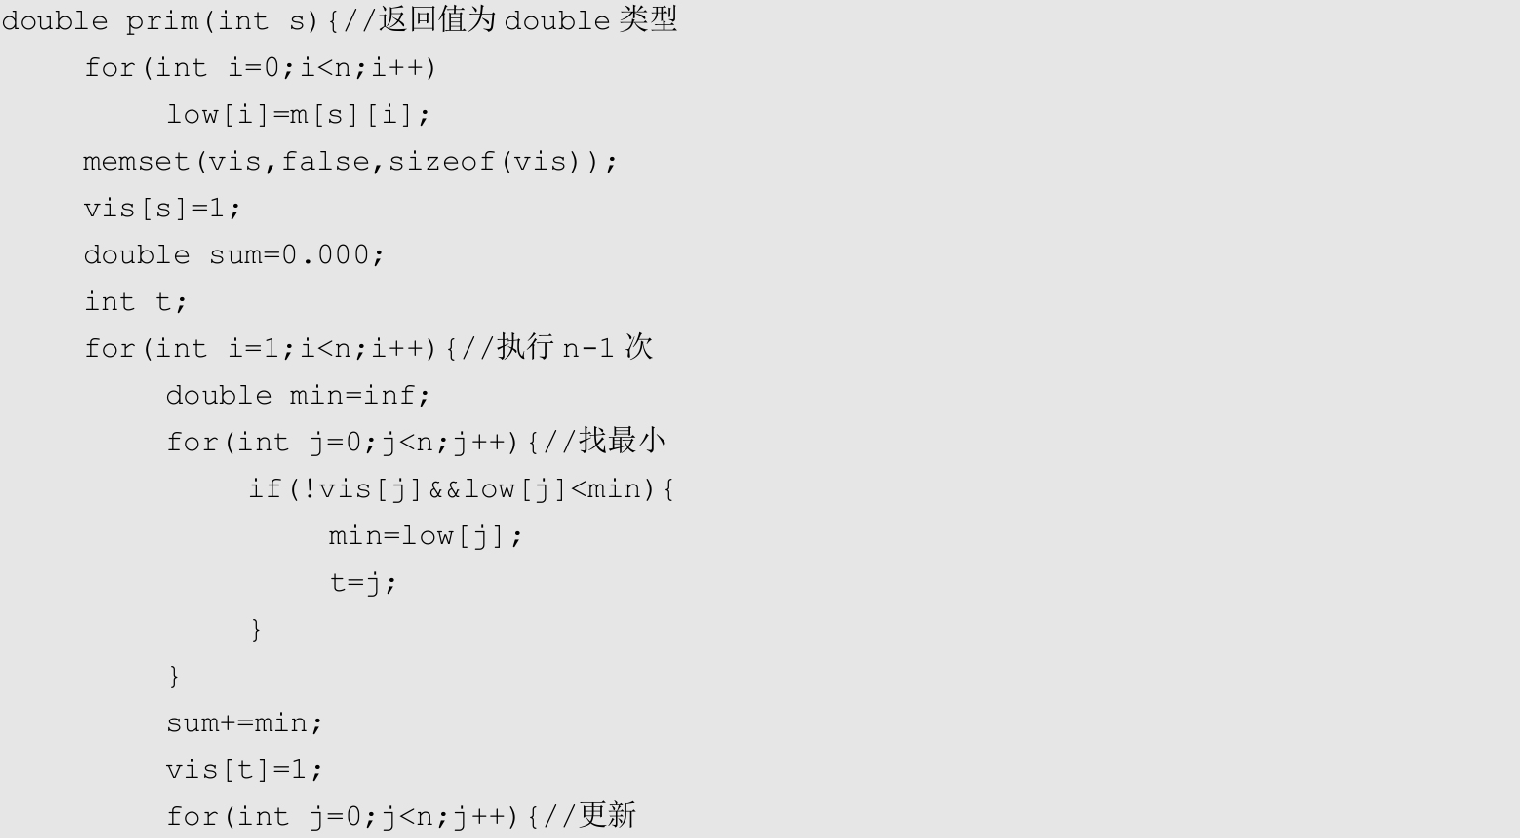 double prim(int s){//返回值为double类型
for(int i=0;i<n;i++)
low[i]=m[s][i];
memset(vis,false,sizeof(vis));
vis[s]=1;
double sum=0.000;
int t;
for(int i=1;i<n;i++){//执行n-1次
double min=inf;
for(int j=0;j<n;j++){//找最小
if(!vis[j]&&low[j]<min){
min=low[j];
t=j;
}
}
sum+=min;
vis[t]=1;
for(int j=0;j<n;j++){//更新